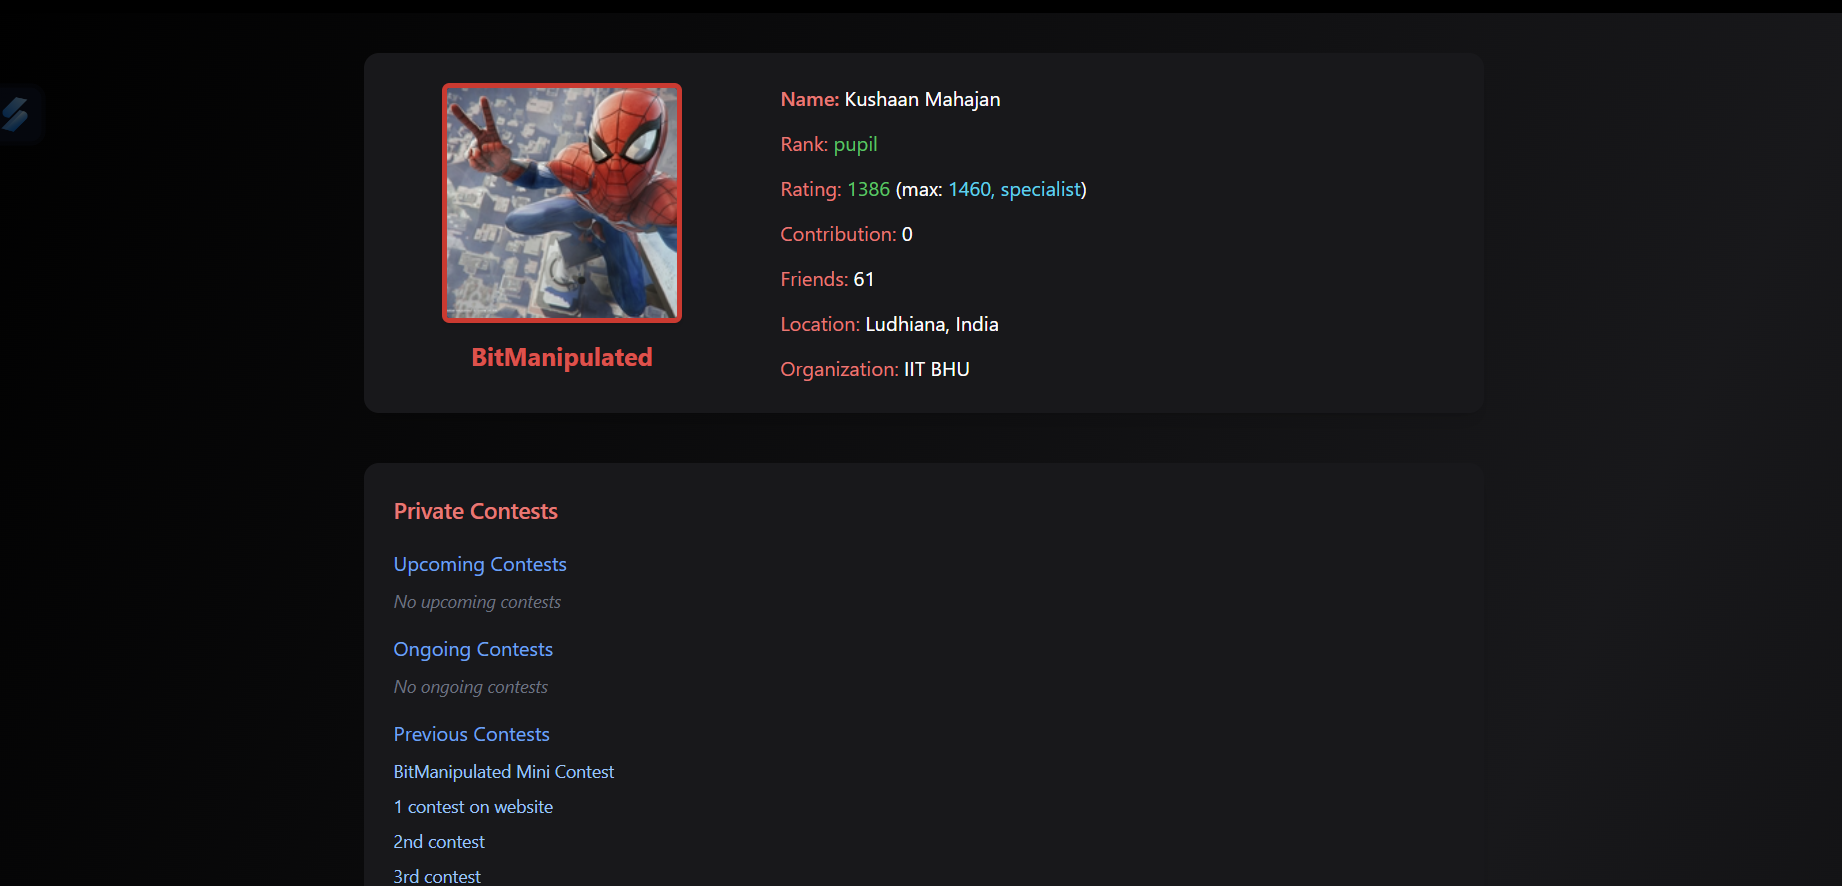 BitManipulated
Name: Kushaan Mahajan
Rank: pupil
Rating: 1386 (max: 1460, specialist)
Contribution: 0
Friends: 61
Location: Ludhiana, India
Organization: IIT BHU
Private Contests
Upcoming Contests
No upcoming contests
Ongoing Contests
No ongoing contests
Previous Contests
BitManipulated Mini Contest
1 contest on website
2nd contest
3rd contest